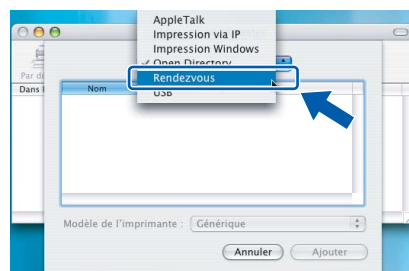 AppleTalk
Impression via IP
Impression Windows
Open Directory
Rendezvous
USB
Par dé
Dans l
Nom
Modèle de l'imprimante :
Générique
Annuler
Ajouter